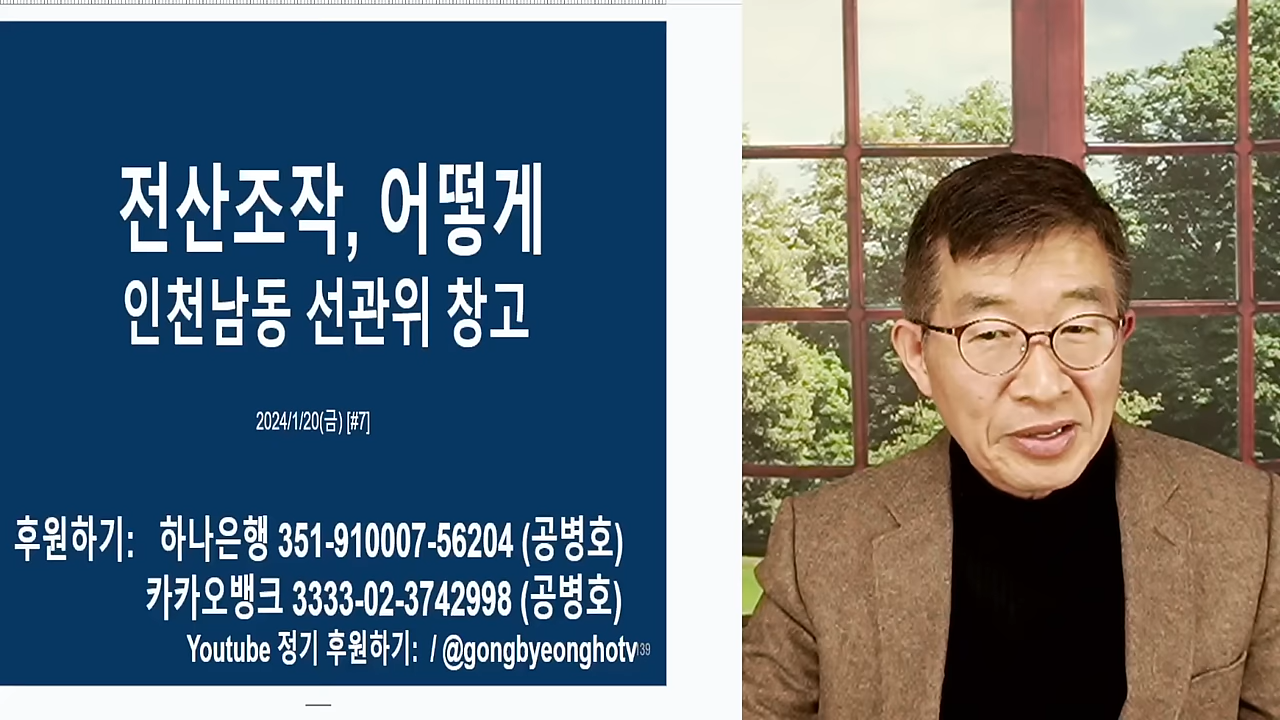 전산조작, 어떻게
인천남동 선관위 창고
2024/1/20(금) [#7]
후원하기: 하나은행 351-910007-56204 (공병호)
카카오뱅크 3333-02-3742998 (공병호)
Youtube 정기 후원하기: / @gongbyeonghotv
139